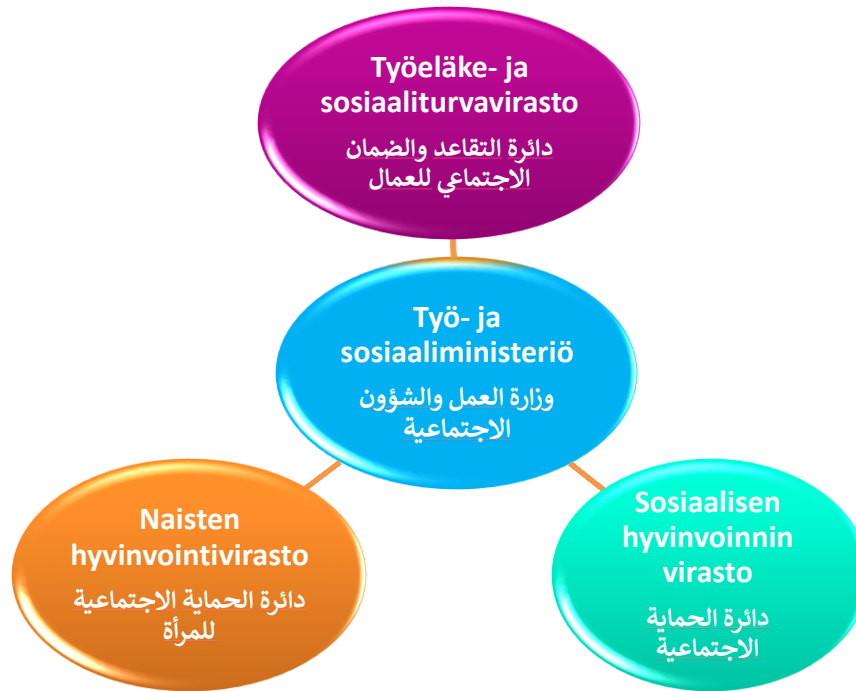 Työeläke- ja
sosiaaliturvavirasto
دائرة التقاعد والضمان
الاجتماعي للعمال
Työ- ja
sosiaaliministeriö
وزارة العمل والشؤون
الاجتماعية
Naisten
hyvinvointivirasto
دائرة الحماية الاجتماعية
للمرأة
Sosiaalisen
hyvinvoinnin
virasto
دائرة الحماية
الاجتماعية